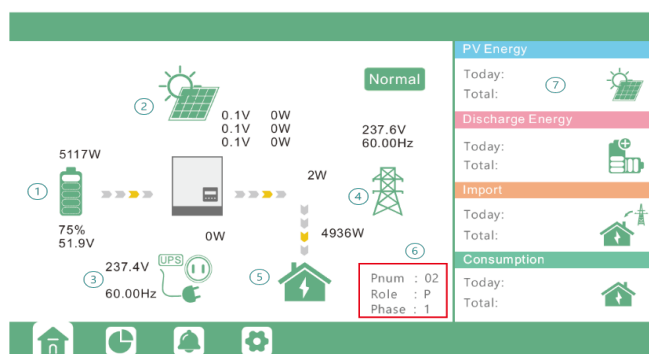 PV Energy
Normal
Today:
7
Total:
2
0.1V 0W
0.1V 0W
0.1V 0W
Discharge Energy
237.6V
60.00Hz
Today:
Total:
5117W
2W
1
4
Import
75%
51.9V
0W
4936W
Today:
Total:
6
237.4V
UPS
3
5
60.00Hz
Consumption
Pnum : 02
Role : P
Phase : 1
Today:
Total: